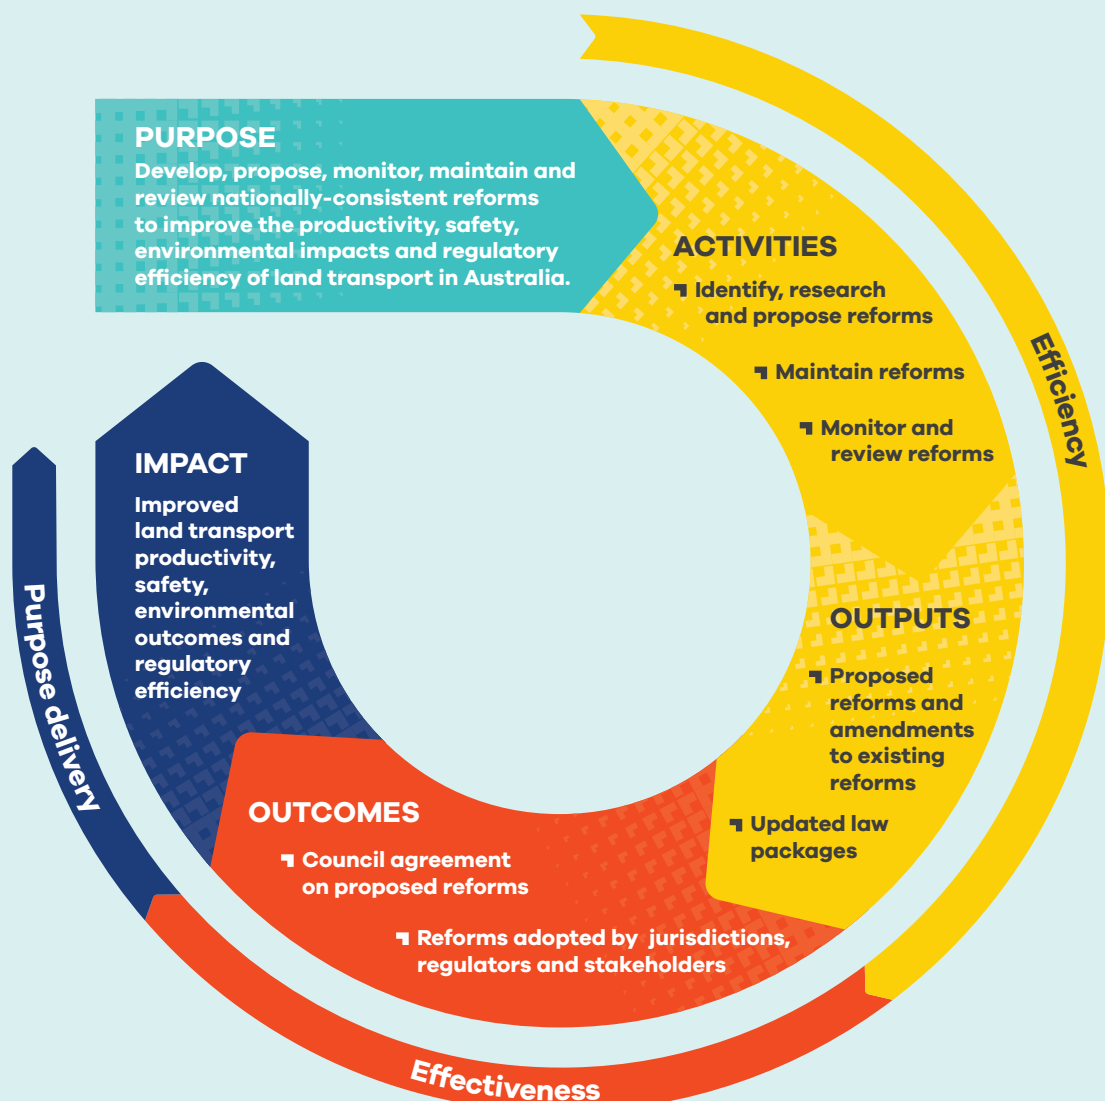 PURPOSE
Develop, propose, monitor, maintain and
review nationally-consistent reforms
to improve the productivity, safety,
environmental impacts and regulatory
efficiency of land transport in Australia.
ACTIVITIES
Identify, research
and propose reforms
Maintain reforms
Monitor and
review reforms
Efficiency
OUTPUTS
Proposed
reforms and
amendments
to existing
reforms
Updated law
packages
OUTCOMES
Council agreement
on proposed reforms
Reforms adopted by jurisdictions,
regulators and stakeholders
Effectiveness
IMPACT
Improved
land transport
productivity,
safety,
environmental
outcomes and
regulatory
efficiency
Purpose delivery